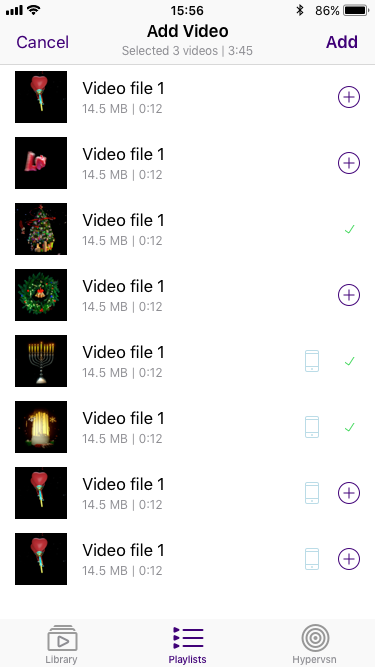 15:56
86%
Cancel
Add Video
Add
Selected 3 videos | 3:45
Video file 1
14.5 MB | 0:12
Video file 1
14.5 MB | 0:12
Video file 1
14.5 MB | 0:12
Video file 1
14.5 MB | 0:12
Video file 1
14.5 MB | 0:12
Video file 1
14.5 MB | 0:12
Video file 1
14.5 MB | 0:12
Video file 1
14.5 MB | 0:12
Library
Playlists
Hypervsn